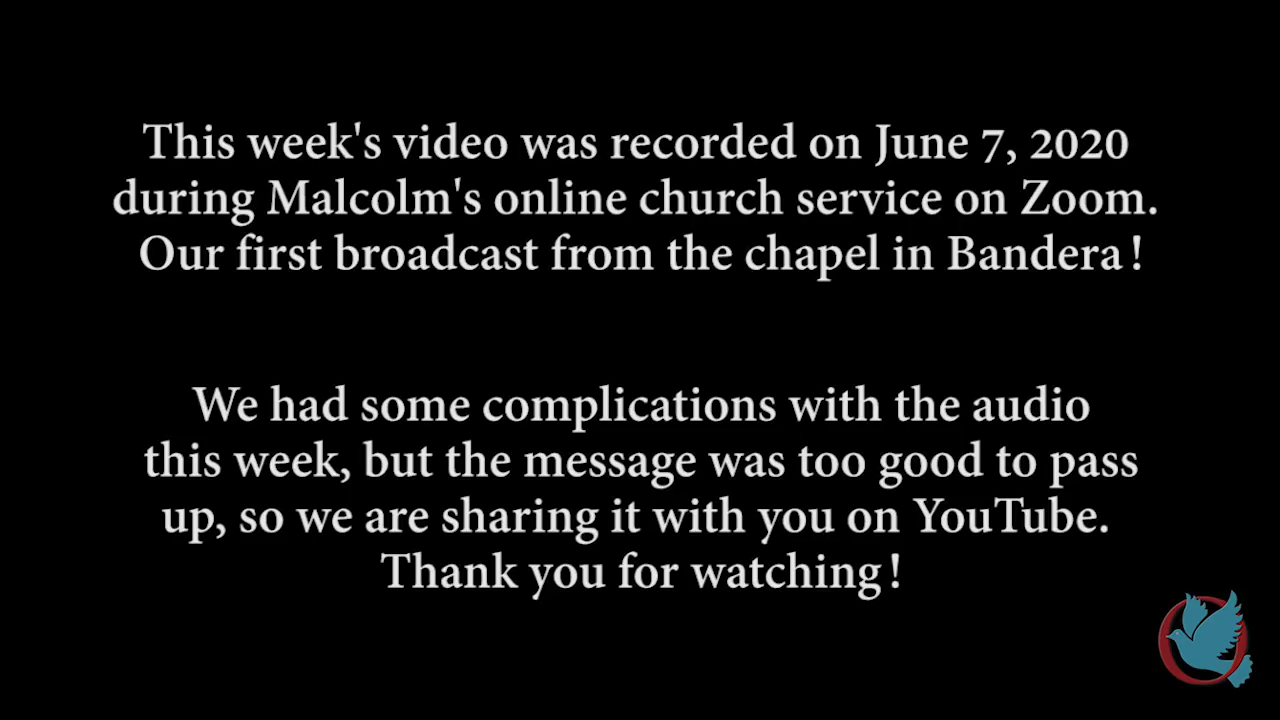 This week's video was recorded on June 7, 2020
during Malcolm's online church service on Zoom.
Our first broadcast from the chapel in Bandera!
We had some complications with the audio
this week, but the message was too good to pass
up, so we are sharing it with you on YouTube.
Thank you for watching!